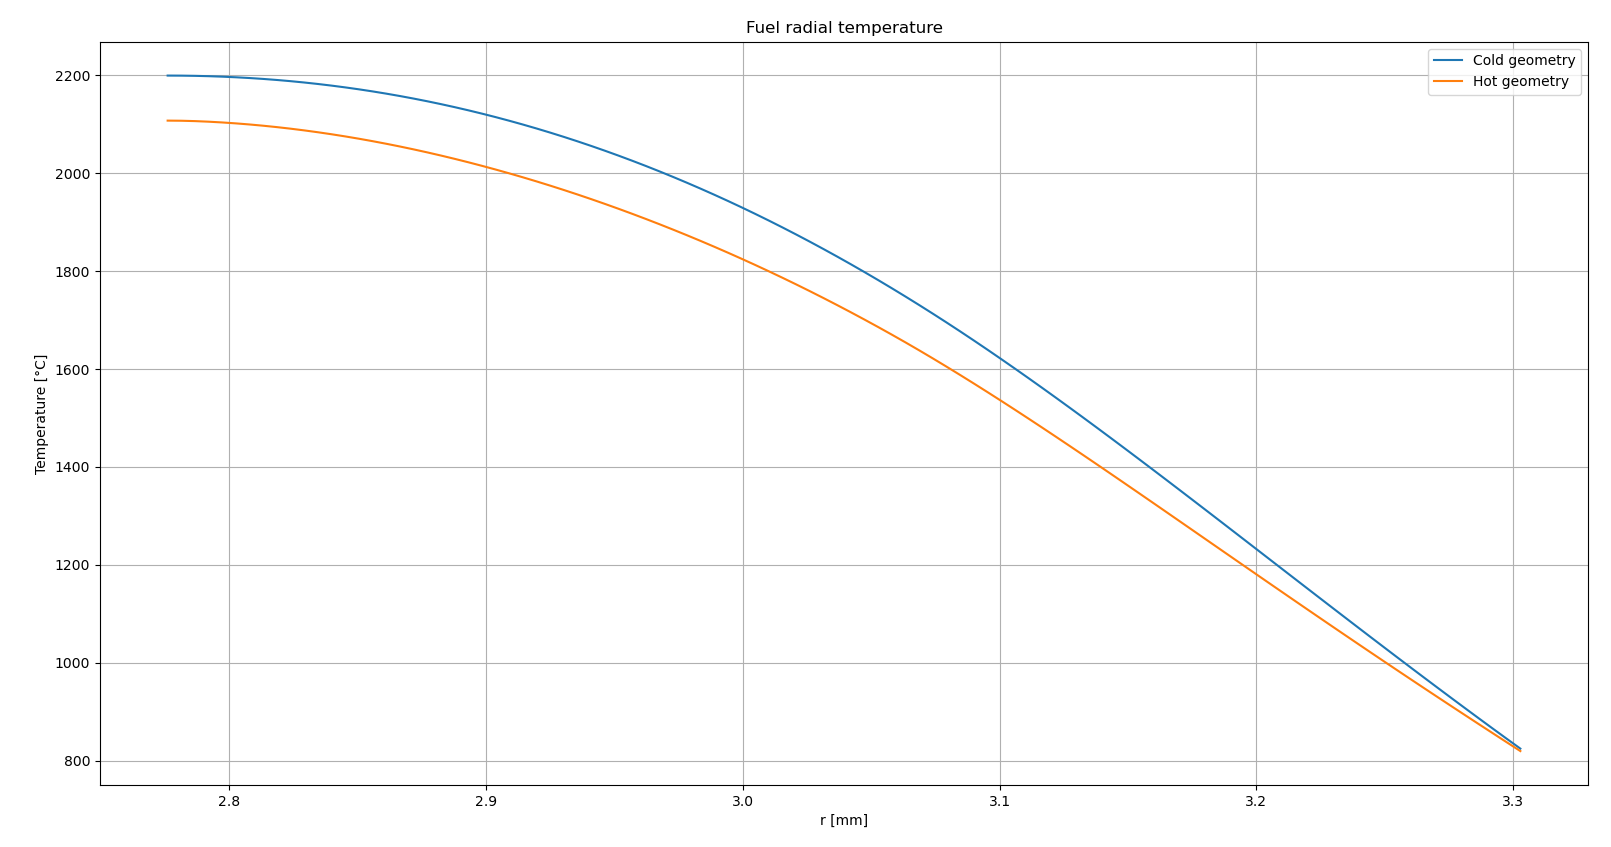 Fuel radial temperature
Cold geometry
Hot geometry
Temperature [°C]
2200
2000
1800
1600
1400
1200
1000
800
2.8 2.9 3.0 3.1 3.2 3.3
r [mm]